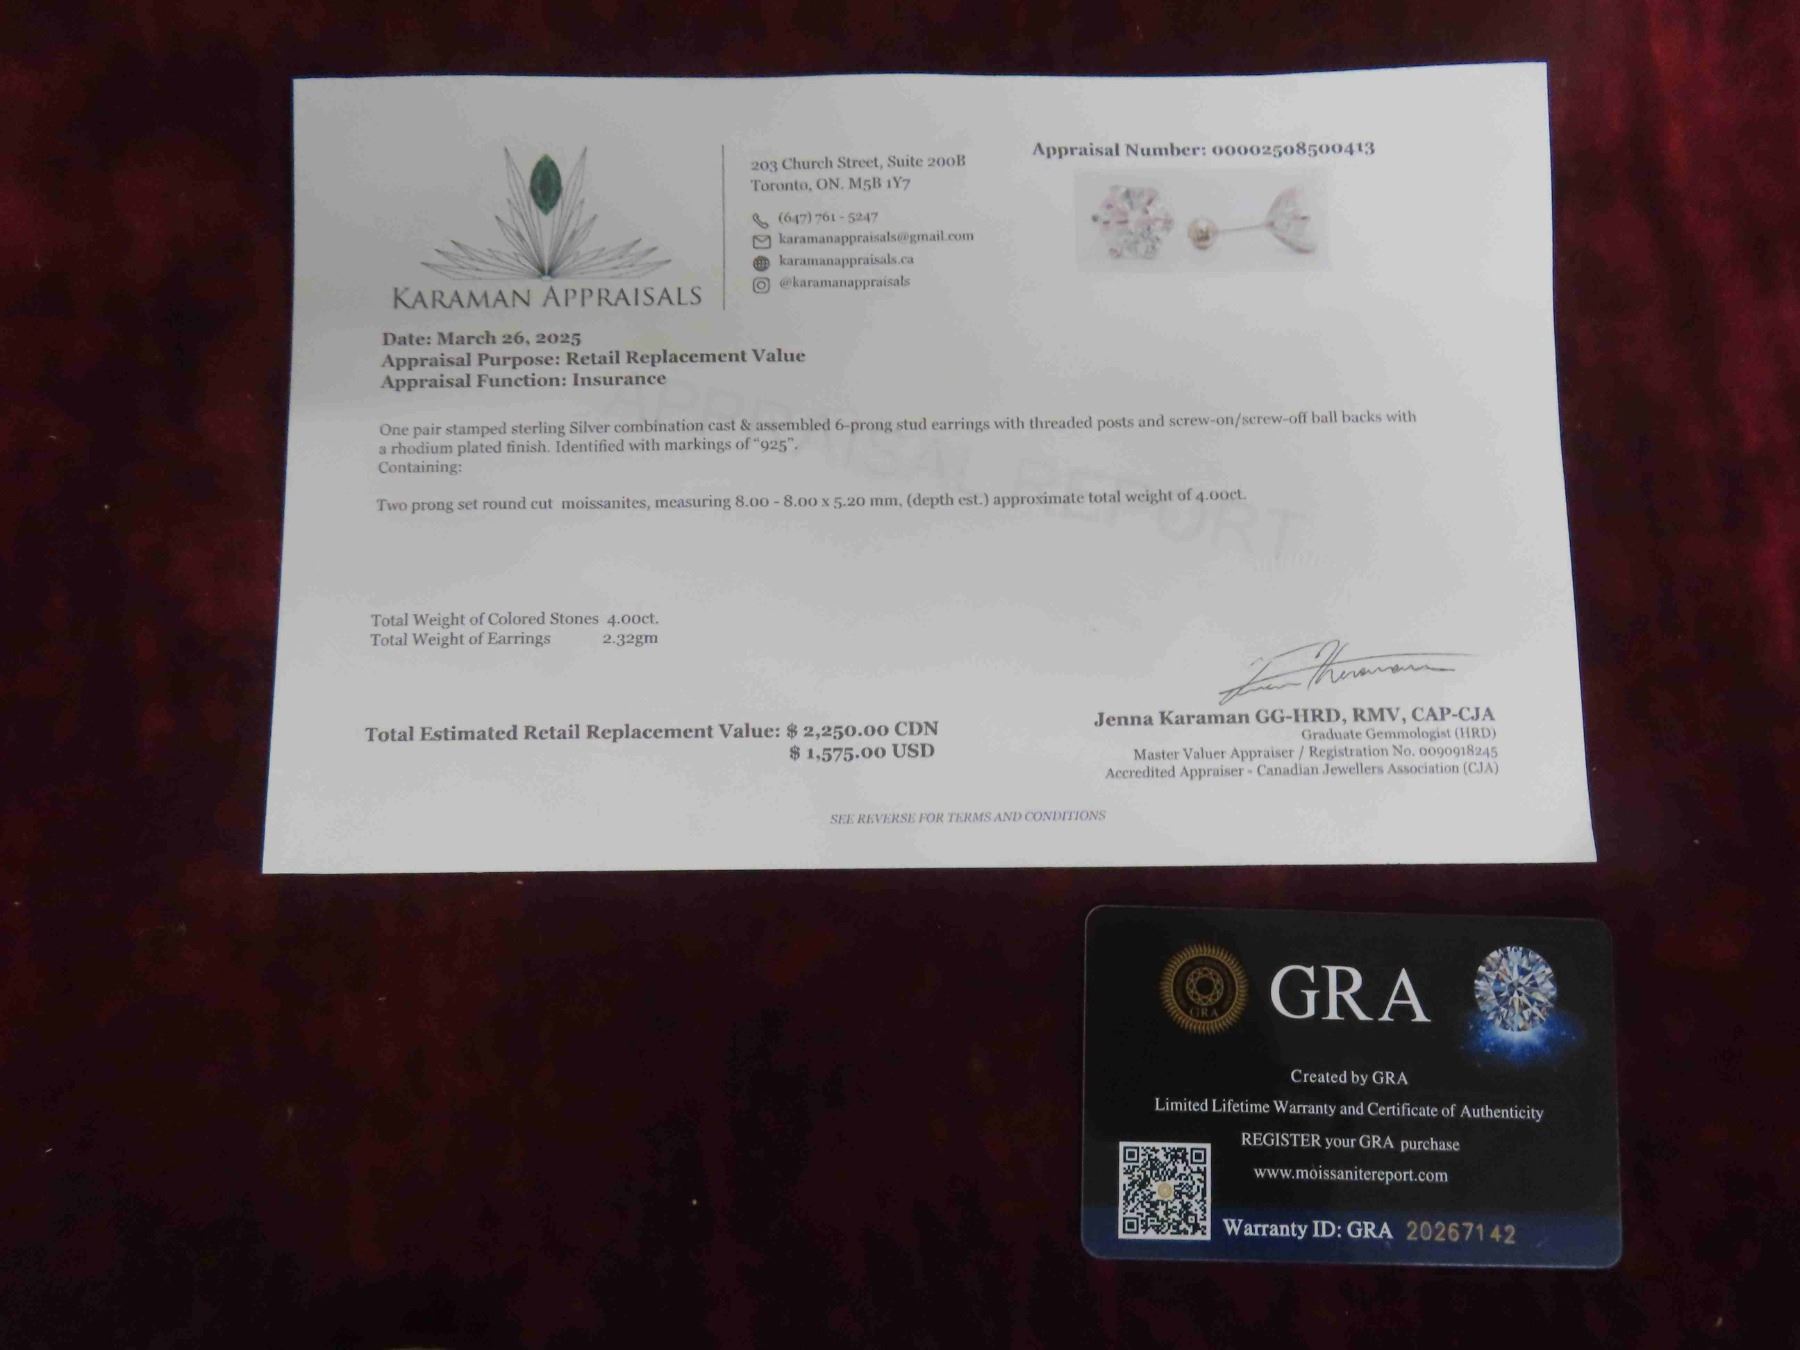 KARAMAN APPRAISALS
203 Church Street, Suite 200B
Toronto, ON. M5B 1Y7
(647) 761 - 5247
karamanappraisals@gmail.com
karamanappraisals.ca
@karamanappraisals
Appraisal Number: 00002508500413
Date: March 26, 2025
Appraisal Purpose: Retail Replacement Value
Appraisal Function: Insurance
APPRAISAL REPORT
One pair stamped sterling Silver combination cast & assembled 6-prong stud earrings with threaded posts and screw-on/screw-off ball backs with
a rhodium plated finish. Identified with markings of “925”.
Containing:
Two prong set round cut moissanites, measuring 8.00 - 8.00 x 5.20 mm, (depth est.) approximate total weight of 4.00ct.
Total Weight of Colored Stones 4.00ct.
Total Weight of Earrings 2.32gm
Total Estimated Retail Replacement Value: $ 2,250.00 CDN
$ 1,575.00 USD
Jenna Karaman GG-HRD, RMV, CAP-CJA
Graduate Gemmologist (HRD)
Master Valuer Appraiser / Registration No. 0090918245
Accredited Appraiser - Canadian Jewellers Association (CJA)
SEE REVERSE FOR TERMS AND CONDITIONS
GRA
GRA
Created by GRA
Limited Lifetime Warranty and Certificate of Authenticity
REGISTER your GRA purchase
www.moissanitereport.com
Warranty ID: GRA 20267142